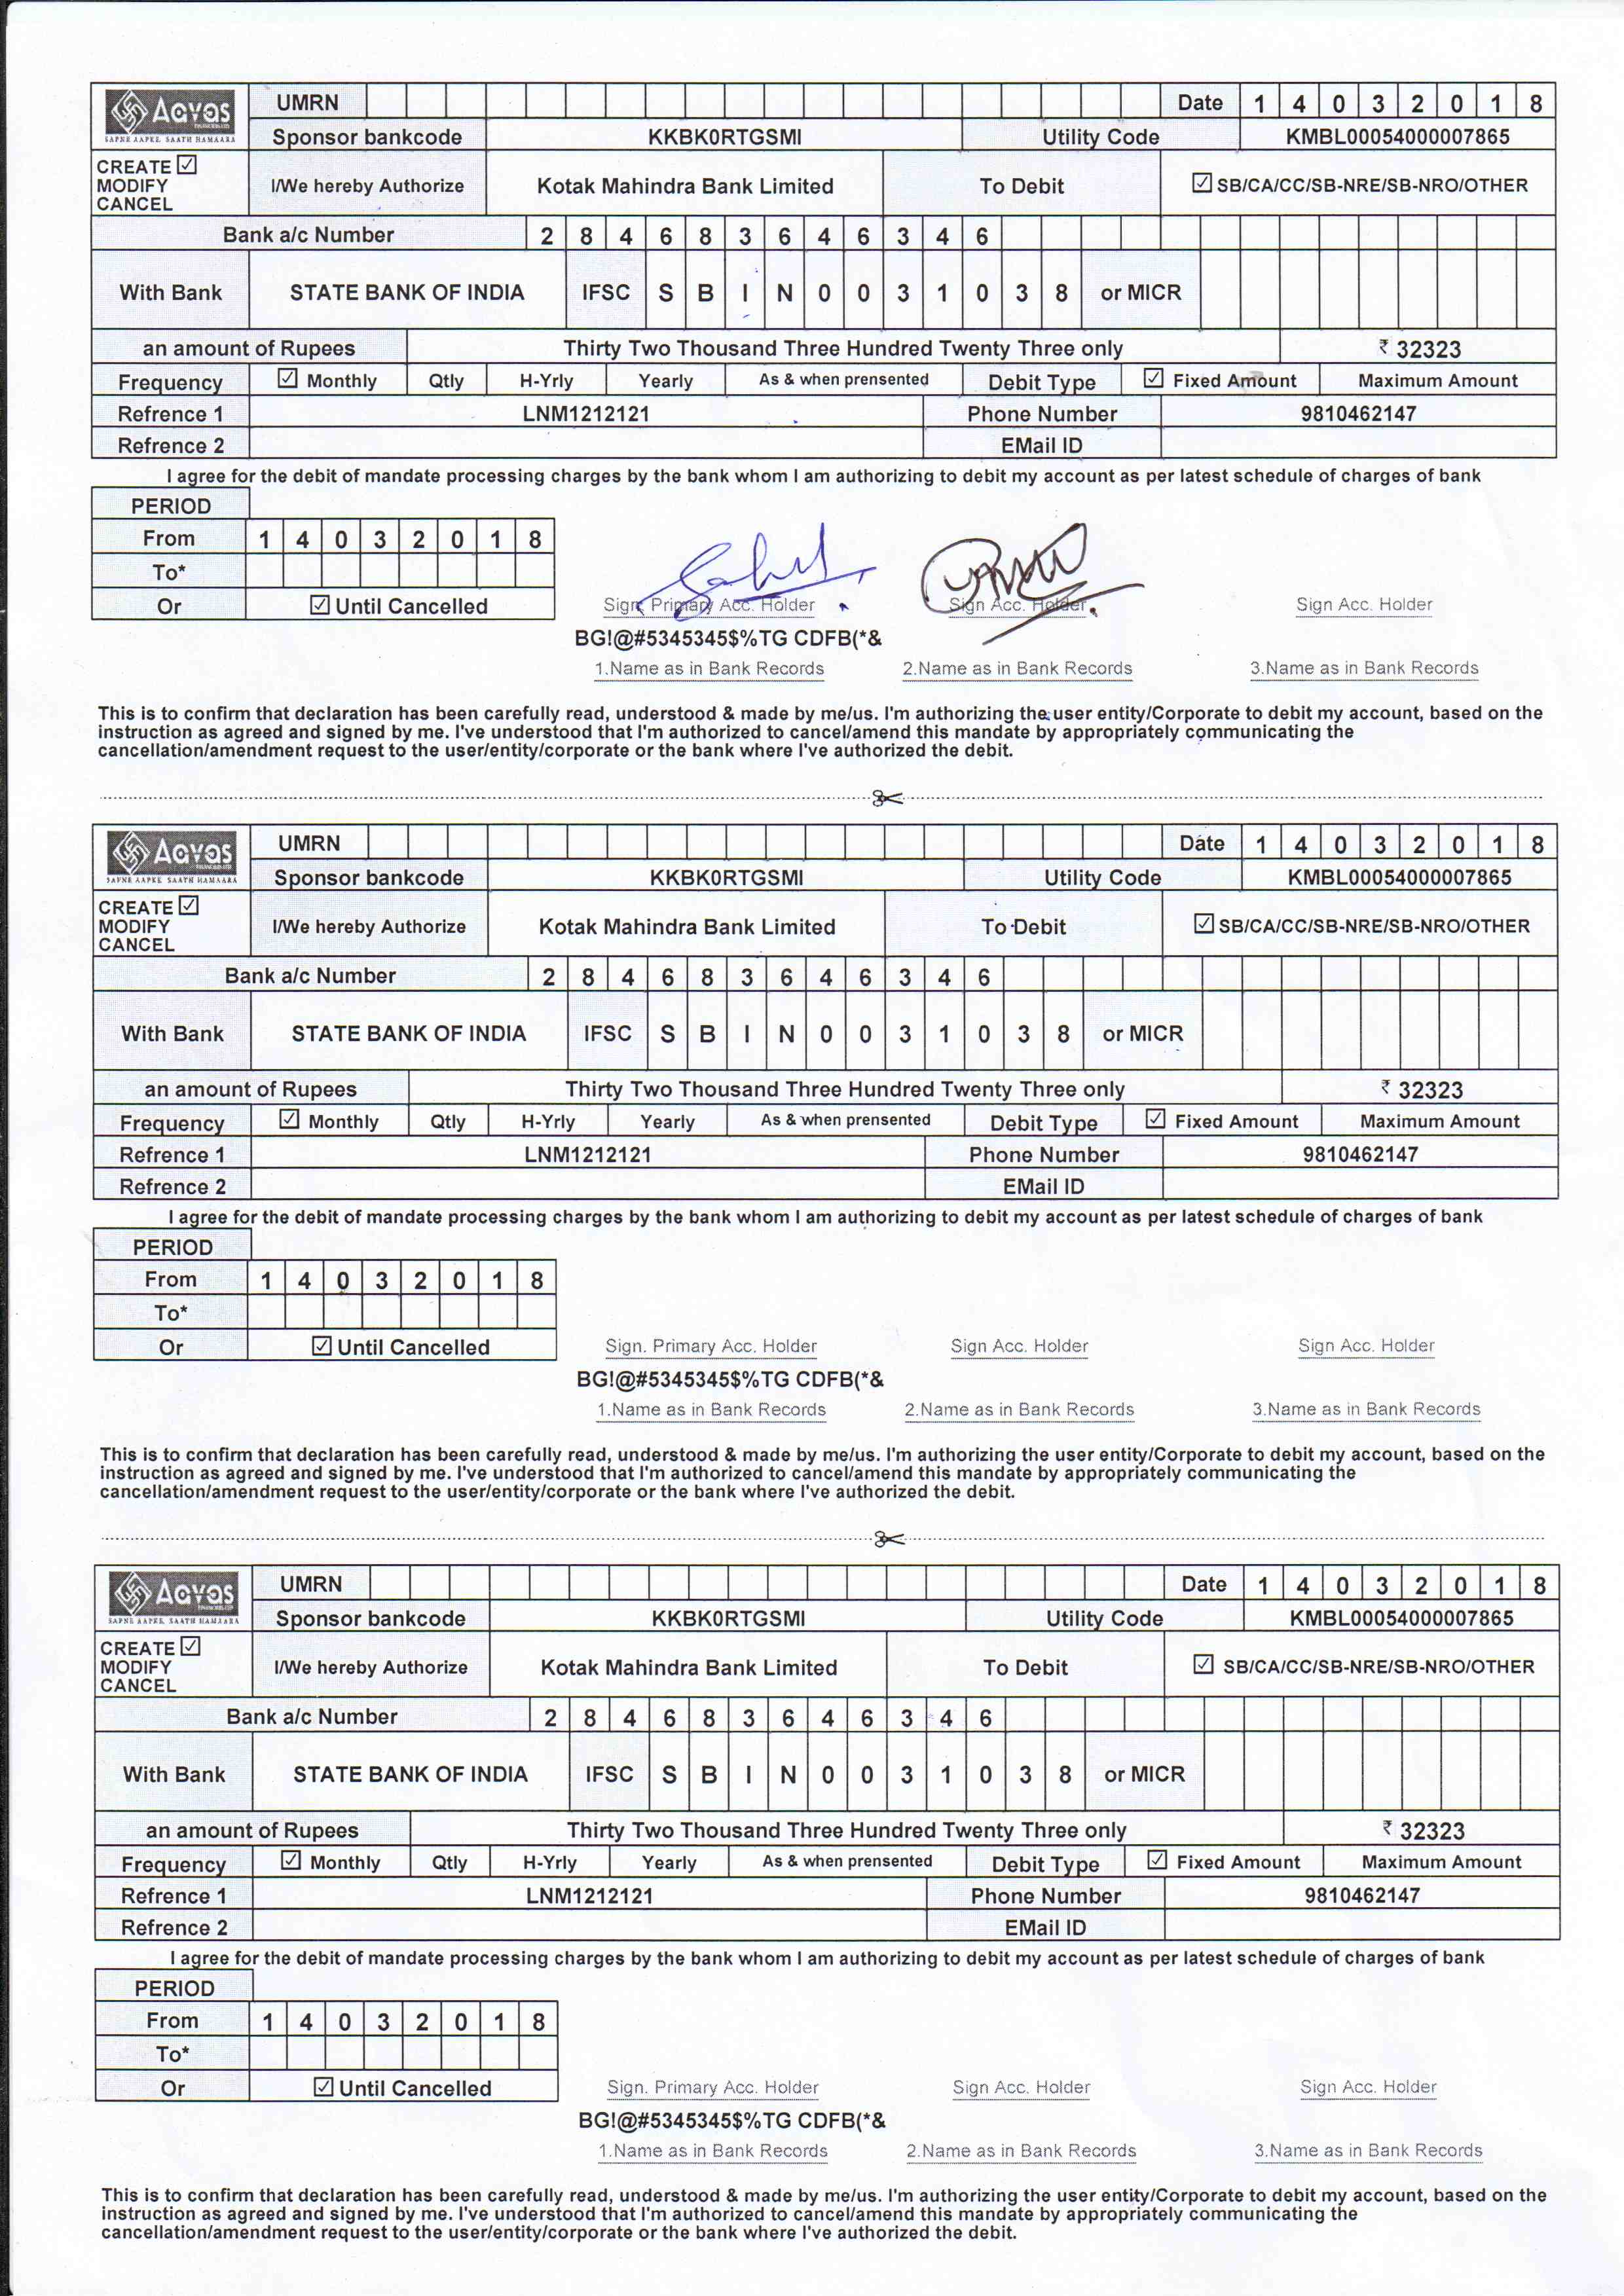 Aavas
FINANCIERS LTD
SAPNE AAPKE, SAATH HAMAARA
UMRN Date 1 4 0 3 2 0 1 8
Sponsor bankcode KKBK0RTGSMI Utility Code KMBL00054000007865
CREATE ☑
MODIFY
CANCEL
I/We hereby Authorize Kotak Mahindra Bank Limited To Debit ☑ SB/CA/CC/SB-NRE/SB-NRO/OTHER
Bank a/c Number 2 8 4 6 8 3 6 4 6 3 4 6
With Bank STATE BANK OF INDIA IFSC S B I N 0 0 3 1 0 3 8 or MICR
an amount of Rupees Thirty Two Thousand Three Hundred Twenty Three only ₹ 32323
Frequency ☑ Monthly Qtly H-Yrly Yearly As & when prensented Debit Type ☑ Fixed Amount Maximum Amount
Refrence 1 LNM1212121 Phone Number 9810462147
Refrence 2 EMail ID
I agree for the debit of mandate processing charges by the bank whom I am authorizing to debit my account as per latest schedule of charges of bank
PERIOD
From 1 4 0 3 2 0 1 8
To*
Or ☑ Until Cancelled
Sign. Primary Acc. Holder Sign Acc. Holder Sign Acc. Holder
BG!@#5345345$%TG CDFB(*&
1.Name as in Bank Records 2.Name as in Bank Records 3.Name as in Bank Records
This is to confirm that declaration has been carefully read, understood & made by me/us. I'm authorizing the user entity/Corporate to debit my account, based on the
instruction as agreed and signed by me. I've understood that I'm authorized to cancel/amend this mandate by appropriately communicating the
cancellation/amendment request to the user/entity/corporate or the bank where I've authorized the debit.
Aavas
FINANCIERS LTD
SAPNE AAPKE, SAATH HAMAARA
UMRN Date 1 4 0 3 2 0 1 8
Sponsor bankcode KKBK0RTGSMI Utility Code KMBL00054000007865
CREATE ☑
MODIFY
CANCEL
I/We hereby Authorize Kotak Mahindra Bank Limited To Debit ☑ SB/CA/CC/SB-NRE/SB-NRO/OTHER
Bank a/c Number 2 8 4 6 8 3 6 4 6 3 4 6
With Bank STATE BANK OF INDIA IFSC S B I N 0 0 3 1 0 3 8 or MICR
an amount of Rupees Thirty Two Thousand Three Hundred Twenty Three only ₹ 32323
Frequency ☑ Monthly Qtly H-Yrly Yearly As & when prensented Debit Type ☑ Fixed Amount Maximum Amount
Refrence 1 LNM1212121 Phone Number 9810462147
Refrence 2 EMail ID
I agree for the debit of mandate processing charges by the bank whom I am authorizing to debit my account as per latest schedule of charges of bank
PERIOD
From 1 4 0 3 2 0 1 8
To*
Or ☑ Until Cancelled
Sign. Primary Acc. Holder Sign Acc. Holder Sign Acc. Holder
BG!@#5345345$%TG CDFB(*&
1.Name as in Bank Records 2.Name as in Bank Records 3.Name as in Bank Records
This is to confirm that declaration has been carefully read, understood & made by me/us. I'm authorizing the user entity/Corporate to debit my account, based on the
instruction as agreed and signed by me. I've understood that I'm authorized to cancel/amend this mandate by appropriately communicating the
cancellation/amendment request to the user/entity/corporate or the bank where I've authorized the debit.
Aavas
FINANCIERS LTD
SAPNE AAPKE, SAATH HAMAARA
UMRN Date 1 4 0 3 2 0 1 8
Sponsor bankcode KKBK0RTGSMI Utility Code KMBL00054000007865
CREATE ☑
MODIFY
CANCEL
I/We hereby Authorize Kotak Mahindra Bank Limited To Debit ☑ SB/CA/CC/SB-NRE/SB-NRO/OTHER
Bank a/c Number 2 8 4 6 8 3 6 4 6 3 4 6
With Bank STATE BANK OF INDIA IFSC S B I N 0 0 3 1 0 3 8 or MICR
an amount of Rupees Thirty Two Thousand Three Hundred Twenty Three only ₹ 32323
Frequency ☑ Monthly Qtly H-Yrly Yearly As & when prensented Debit Type ☑ Fixed Amount Maximum Amount
Refrence 1 LNM1212121 Phone Number 9810462147
Refrence 2 EMail ID
I agree for the debit of mandate processing charges by the bank whom I am authorizing to debit my account as per latest schedule of charges of bank
PERIOD
From 1 4 0 3 2 0 1 8
To*
Or ☑ Until Cancelled
Sign. Primary Acc. Holder Sign Acc. Holder Sign Acc. Holder
BG!@#5345345$%TG CDFB(*&
1.Name as in Bank Records 2.Name as in Bank Records 3.Name as in Bank Records
This is to confirm that declaration has been carefully read, understood & made by me/us. I'm authorizing the user entity/Corporate to debit my account, based on the
instruction as agreed and signed by me. I've understood that I'm authorized to cancel/amend this mandate by appropriately communicating the
cancellation/amendment request to the user/entity/corporate or the bank where I've authorized the debit.